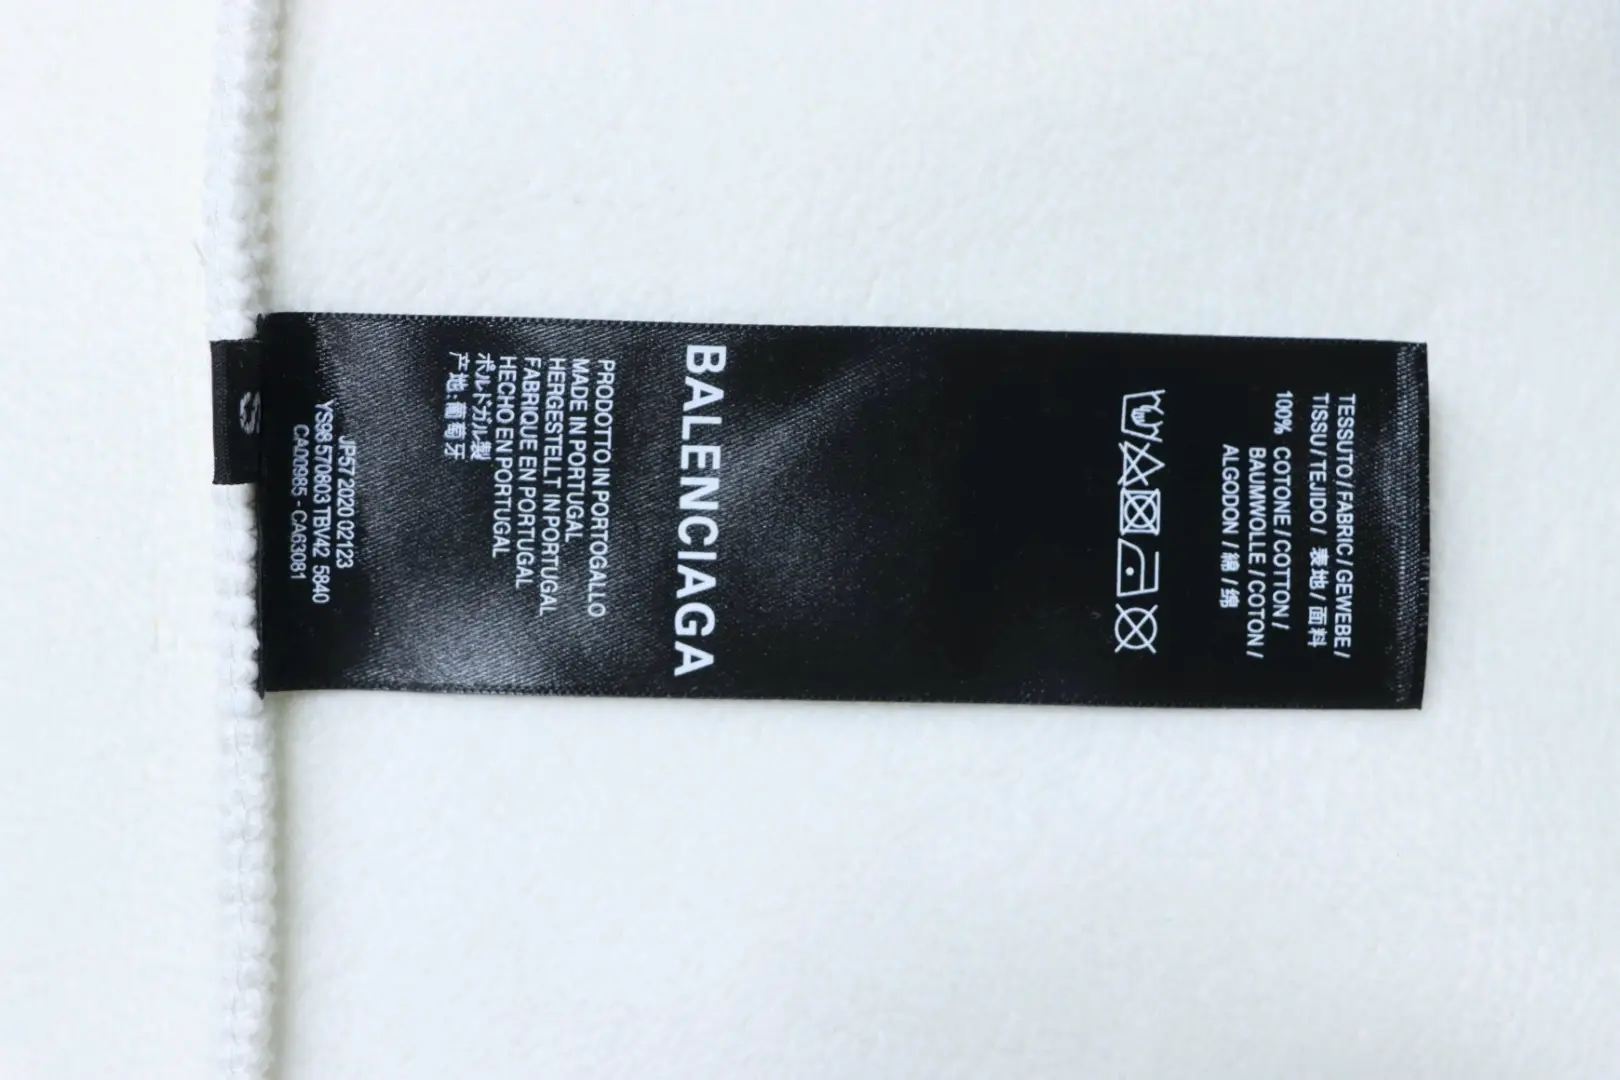 TESSUTO / FABRIC / GEWEBE /
TISSU / TEJIDO / 表地 / 面料
100% COTONE / COTTON /
BAUMWOLLE / COTON /
ALGODON / 綿 / 绵
BALENCIAGA
PRODOTTO IN PORTOGALLO
MADE IN PORTUGAL
HERGESTELLT IN PORTUGAL
FABRIQUE EN PORTUGAL
HECHO EN PORTUGAL
ポルドガル製
产地:葡萄牙
JP57 2020 02123
YS98 570803 TBV42 5840
CA00985 - CA63081
S